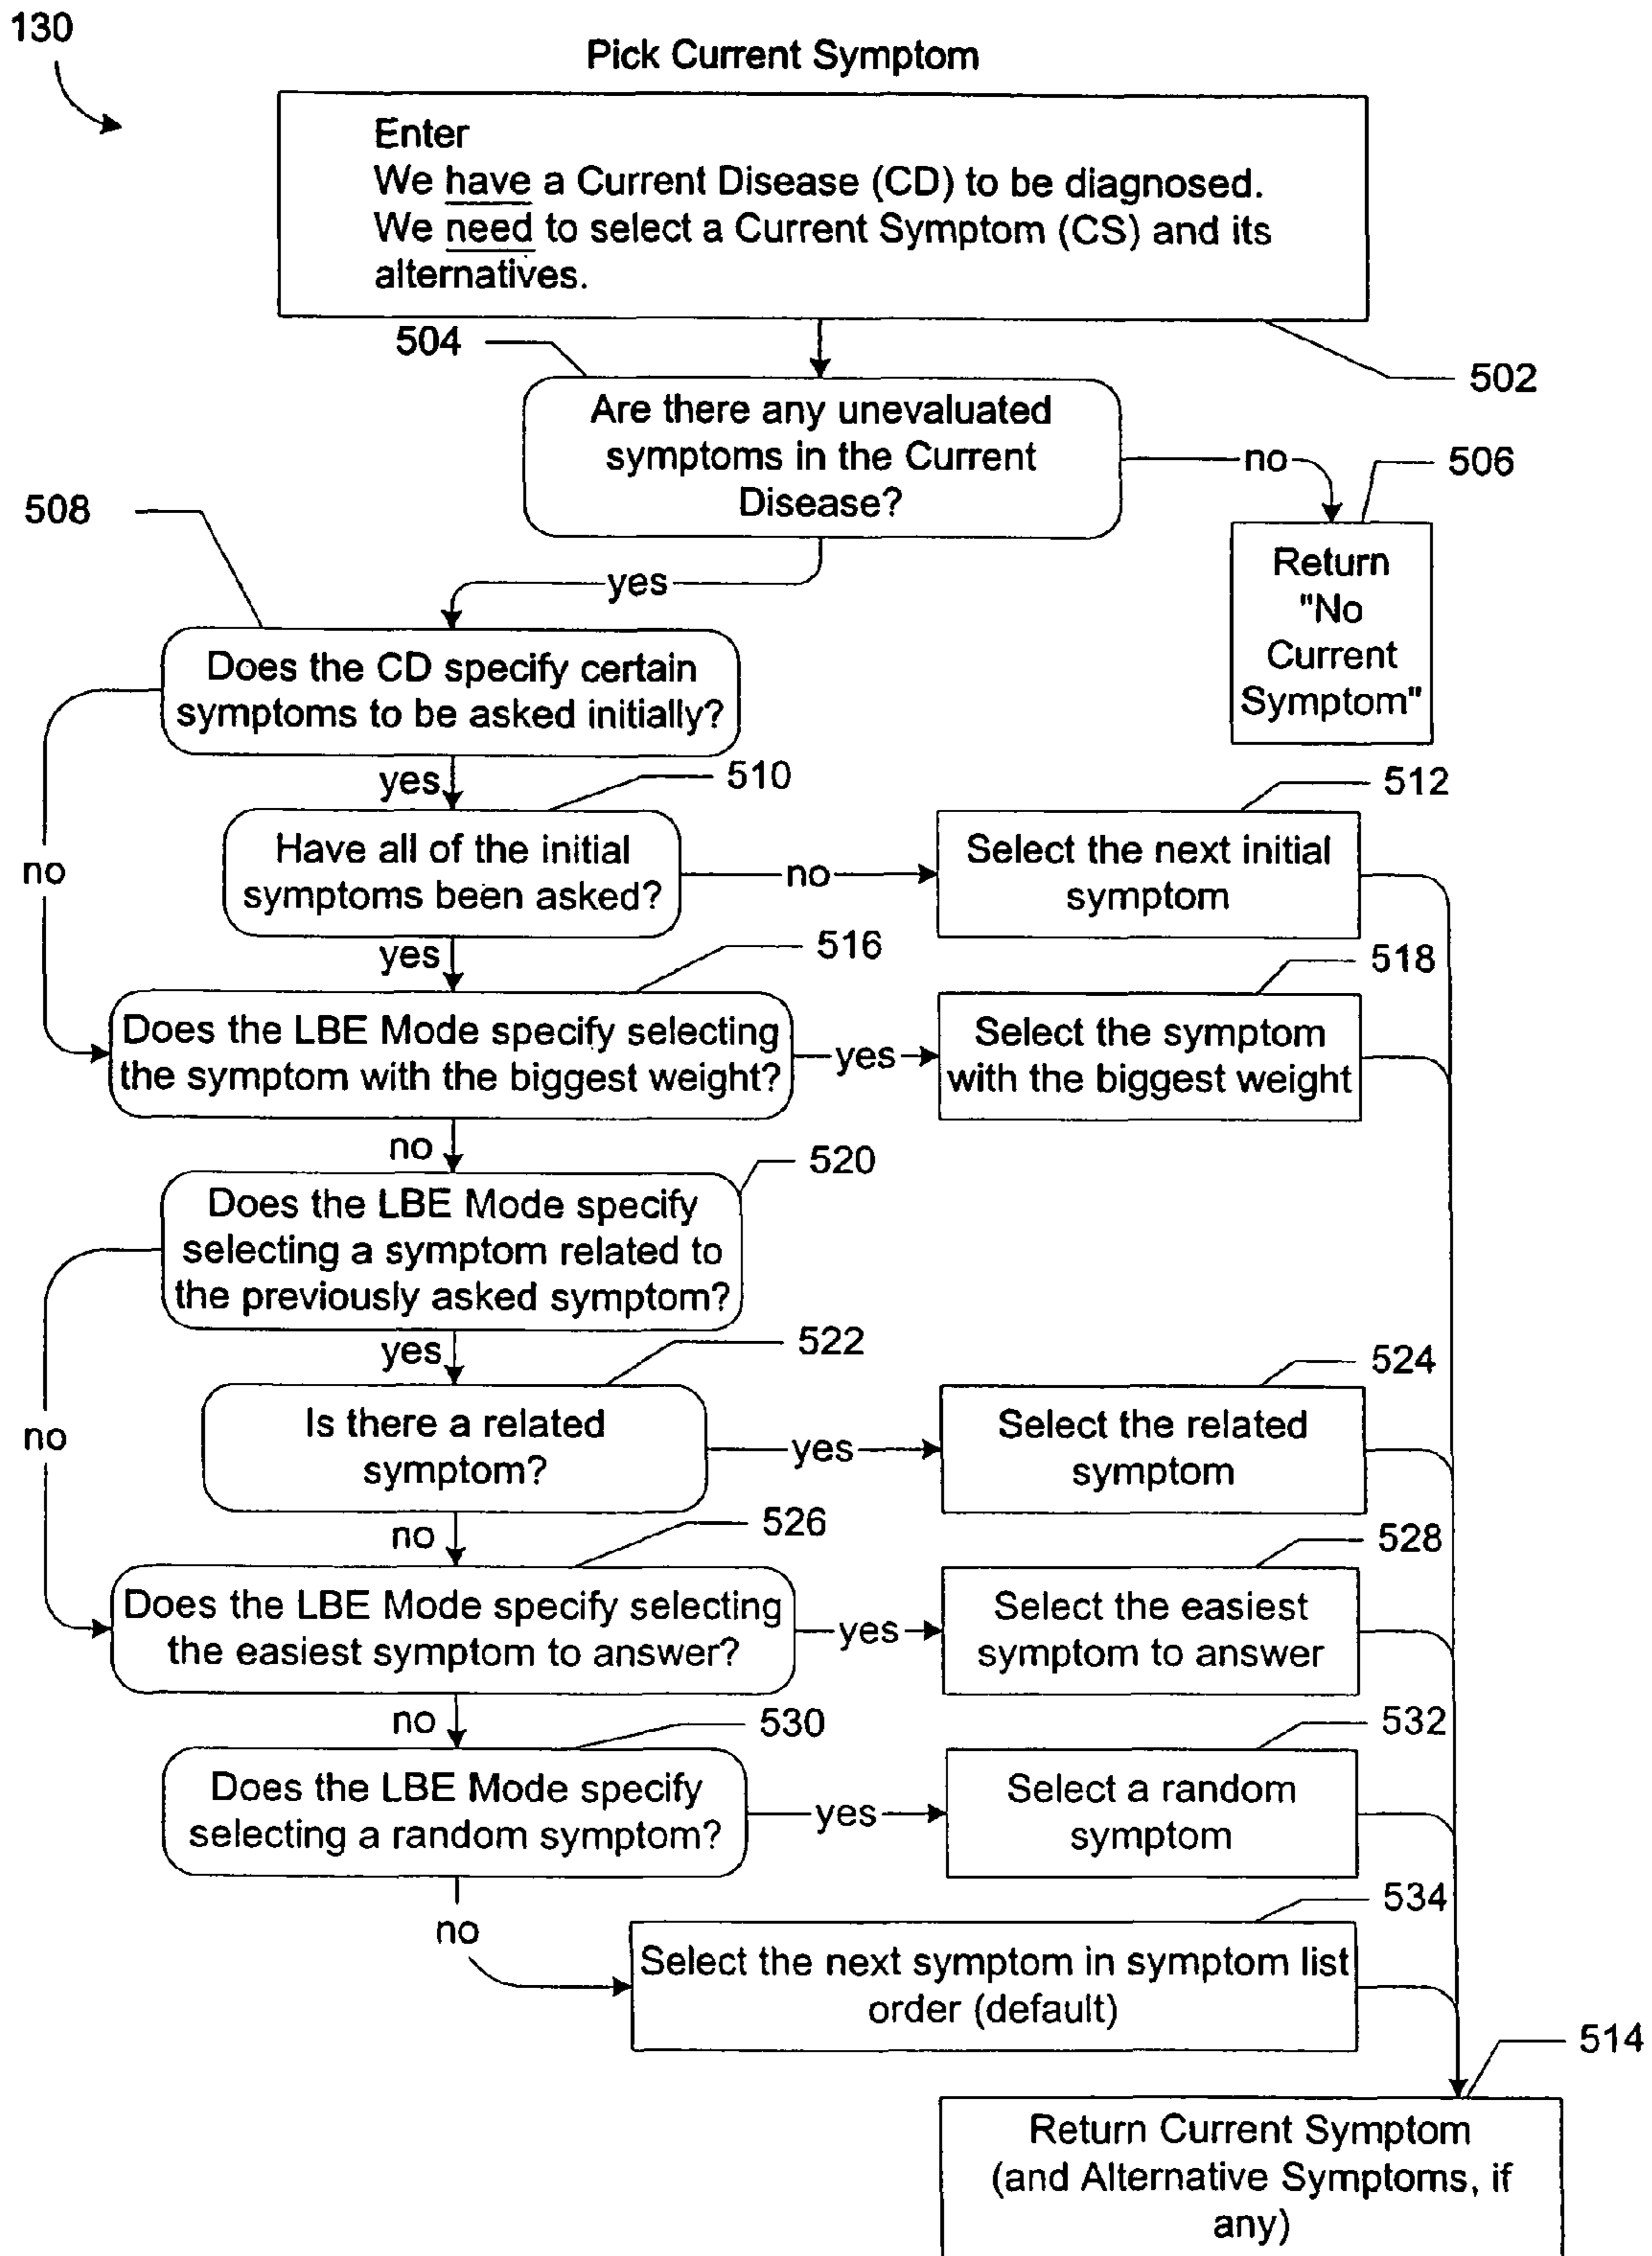 130
Pick Current Symptom
Enter
We have a Current Disease (CD) to be diagnosed.
We need to select a Current Symptom (CS) and its
alternatives.
504
502
Are there any unevaluated
symptoms in the Current
Disease?
no
506
508
Return
"No
Current
Symptom"
yes
Does the CD specify certain
symptoms to be asked initially?
yes
510
512
no
Have all of the initial
symptoms been asked?
no
Select the next initial
symptom
yes
516
518
Does the LBE Mode specify selecting
the symptom with the biggest weight?
yes
Select the symptom
with the biggest weight
no
520
Does the LBE Mode specify
selecting a symptom related to
the previously asked symptom?
yes
522
524
no
Is there a related
symptom?
yes
Select the related
symptom
no
526
528
Does the LBE Mode specify selecting
the easiest symptom to answer?
yes
Select the easiest
symptom to answer
no
530
532
Does the LBE Mode specify
selecting a random symptom?
yes
Select a random
symptom
no
534
Select the next symptom in symptom list
order (default)
514
Return Current Symptom
(and Alternative Symptoms, if
any)